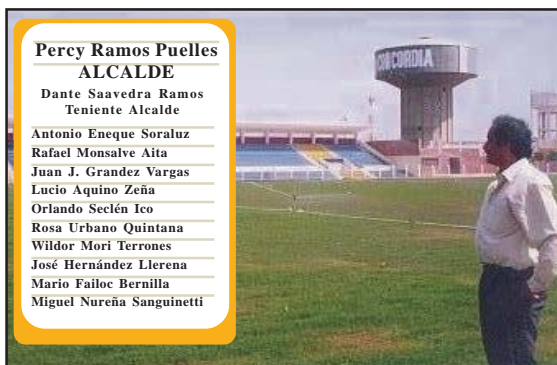 Percy Ramos Puelles
ALCALDE
Dante Saavedra Ramos
Teniente Alcalde
Antonio Eneque Soraluz
Rafael Monsalve Aita
Juan J. Grandez Vargas
Lucio Aquino Zeña
Orlando Seclén Ico
Rosa Urbano Quintana
Wildor Mori Terrones
José Hernández Llerena
Mario Failoc Bernilla
Miguel Nureña Sanguinetti
CONCORDIA